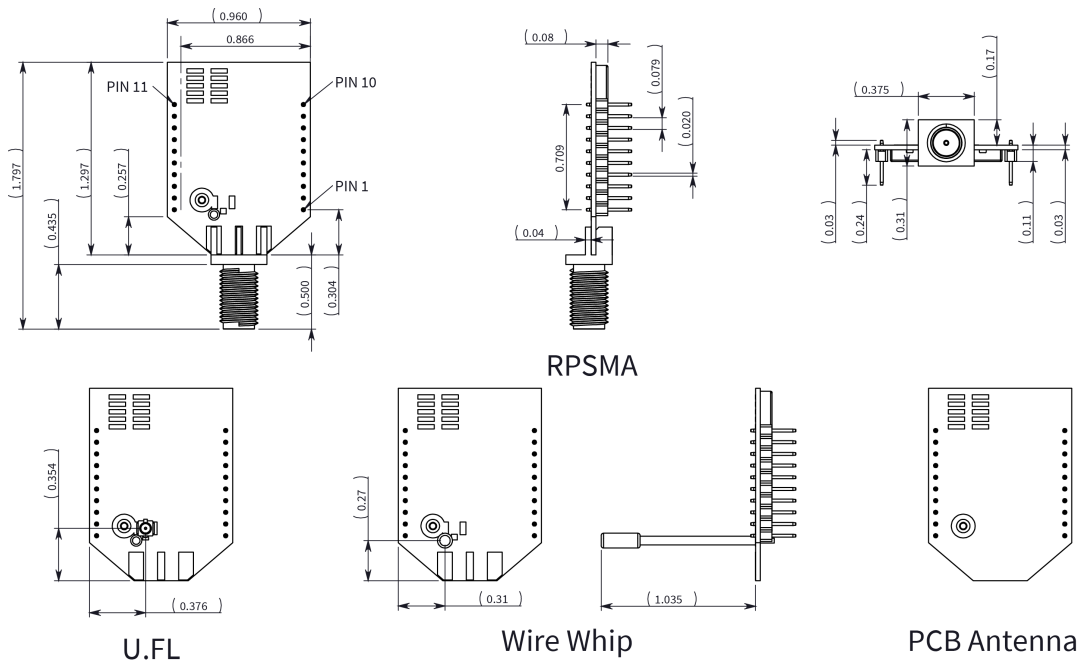 ( 0.960 )
0.866
PIN 11
PIN 10
PIN 1
( 1.797 )
( 1.297 )
( 0.257 )
( 0.435 )
( 0.500 )
( 0.304 )
( 0.08 )
( 0.079 )
( 0.020 )
0.709
( 0.04 )
( 0.17 )
( 0.375 )
( 0.03 )
( 0.24 )
( 0.31 )
( 0.11 )
( 0.03 )
RPSMA
( 0.354 )
( 0.376 )
U.FL
( 0.27 )
( 0.31 )
( 1.035 )
Wire Whip
PCB Antenna